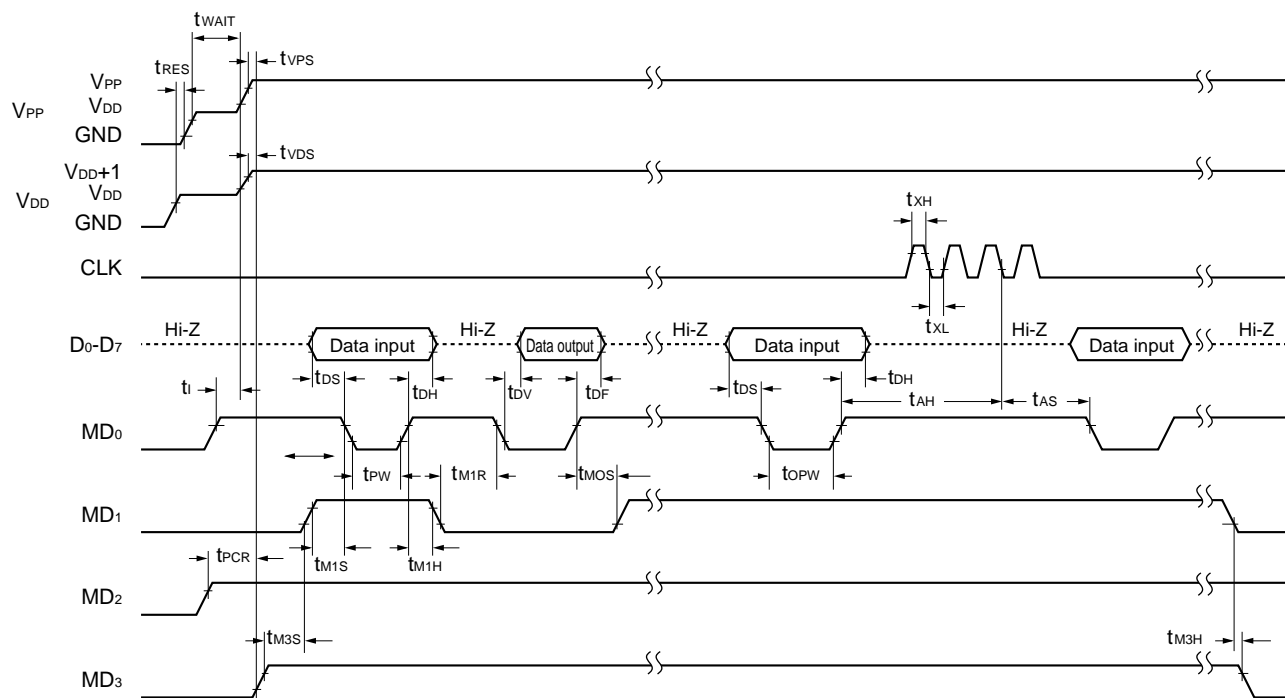 tWAIT
tVPS
tRES
VPP
VPP
VDD
GND
tVDS
VDD+1
VDD
VDD
GND
tXH
CLK
tXL
D0-D7
Hi-Z
Data input
Hi-Z
Data output
Hi-Z
Data input
Hi-Z
Data input
Hi-Z
tI
tDS
tDH
tDV
tDF
tDS
tDH
tAH
tAS
MD0
tPW
tM1R
tMOS
tOPW
MD1
tPCR
tM1S
tM1H
MD2
tM3S
tM3H
MD3